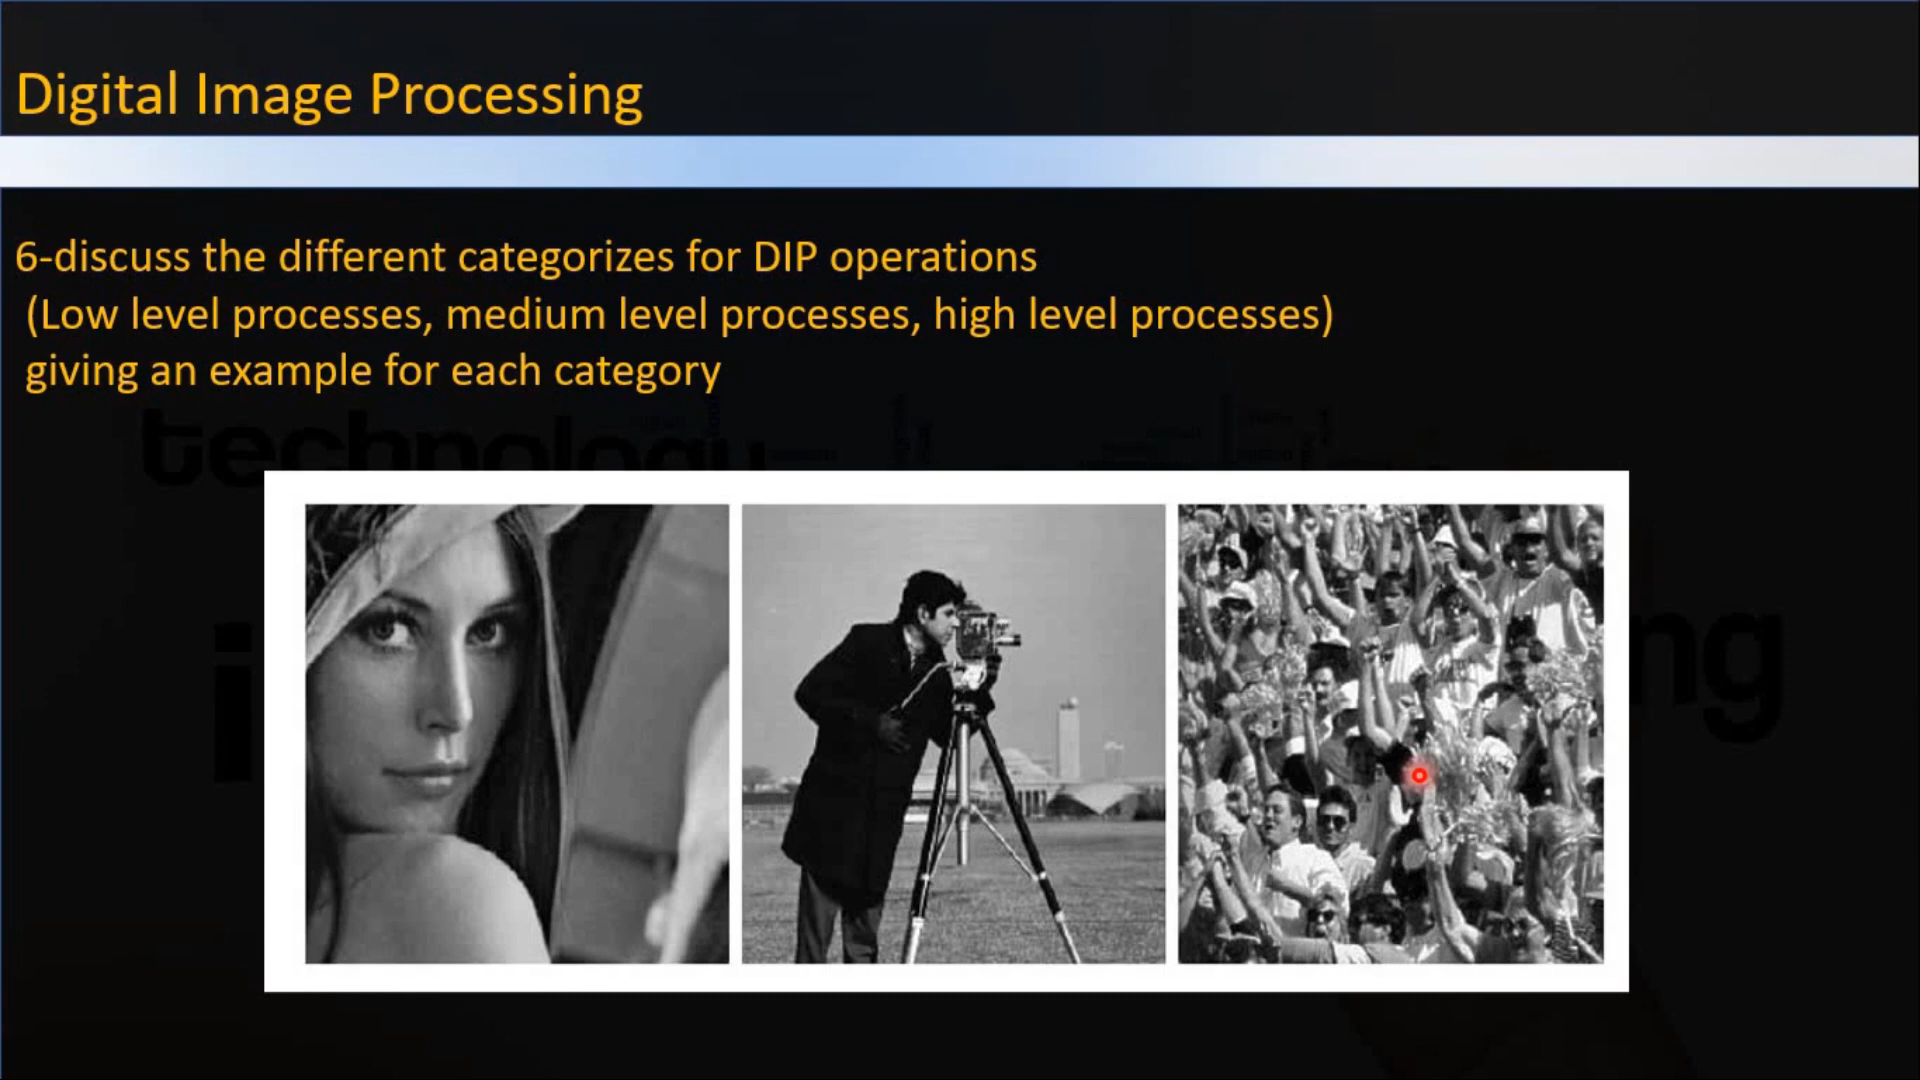 Digital Image Processing
6-discuss the different categorizes for DIP operations
(Low level processes, medium level processes, high level processes)
giving an example for each category
technology